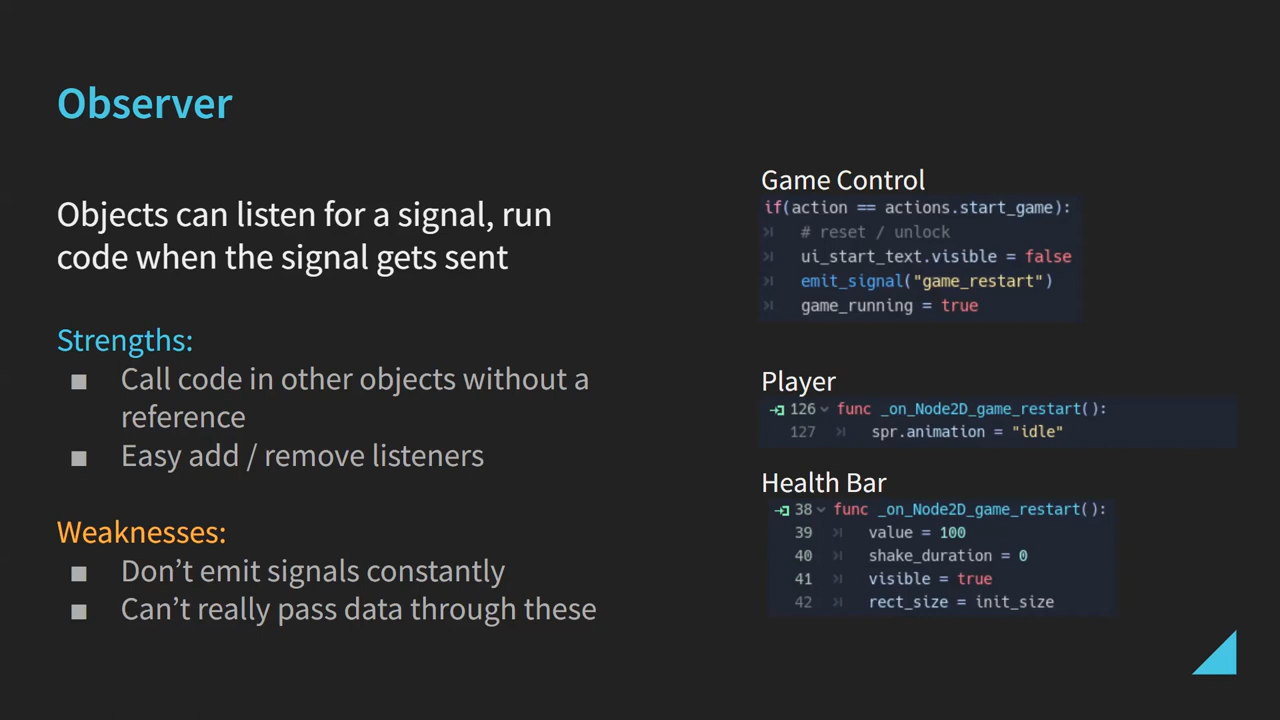 Observer
Objects can listen for a signal, run
code when the signal gets sent
Strengths:
■ Call code in other objects without a
reference
■ Easy add / remove listeners
Weaknesses:
■ Don’t emit signals constantly
■ Can’t really pass data through these
Game Control
if(action == actions.start_game):
# reset / unlock
ui_start_text.visible = false
emit_signal("game_restart")
game_running = true
Player
126 func _on_Node2D_game_restart():
127 spr.animation = "idle"
Health Bar
38 func _on_Node2D_game_restart():
39 value = 100
40 shake_duration = 0
41 visible = true
42 rect_size = init_size